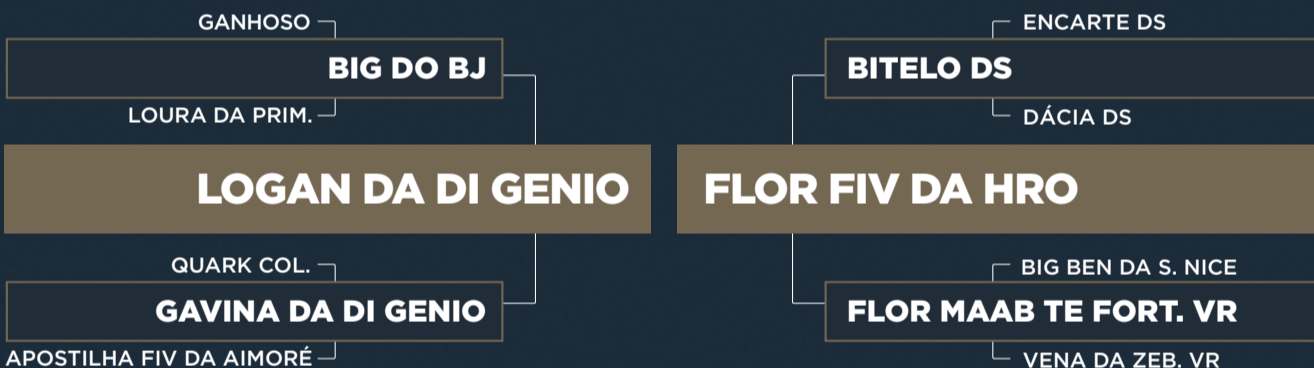 GANHOSO
BIG DO BJ
LOURA DA PRIM.
LOGAN DA DI GENIO
QUARK COL.
GAVINA DA DI GENIO
APOSTILHA FIV DA AIMORÉ
ENCARTE DS
BITELO DS
DÁCIA DS
FLOR FIV DA HRO
BIG BEN DA S. NICE
FLOR MAAB TE FORT. VR
VENA DA ZEB. VR